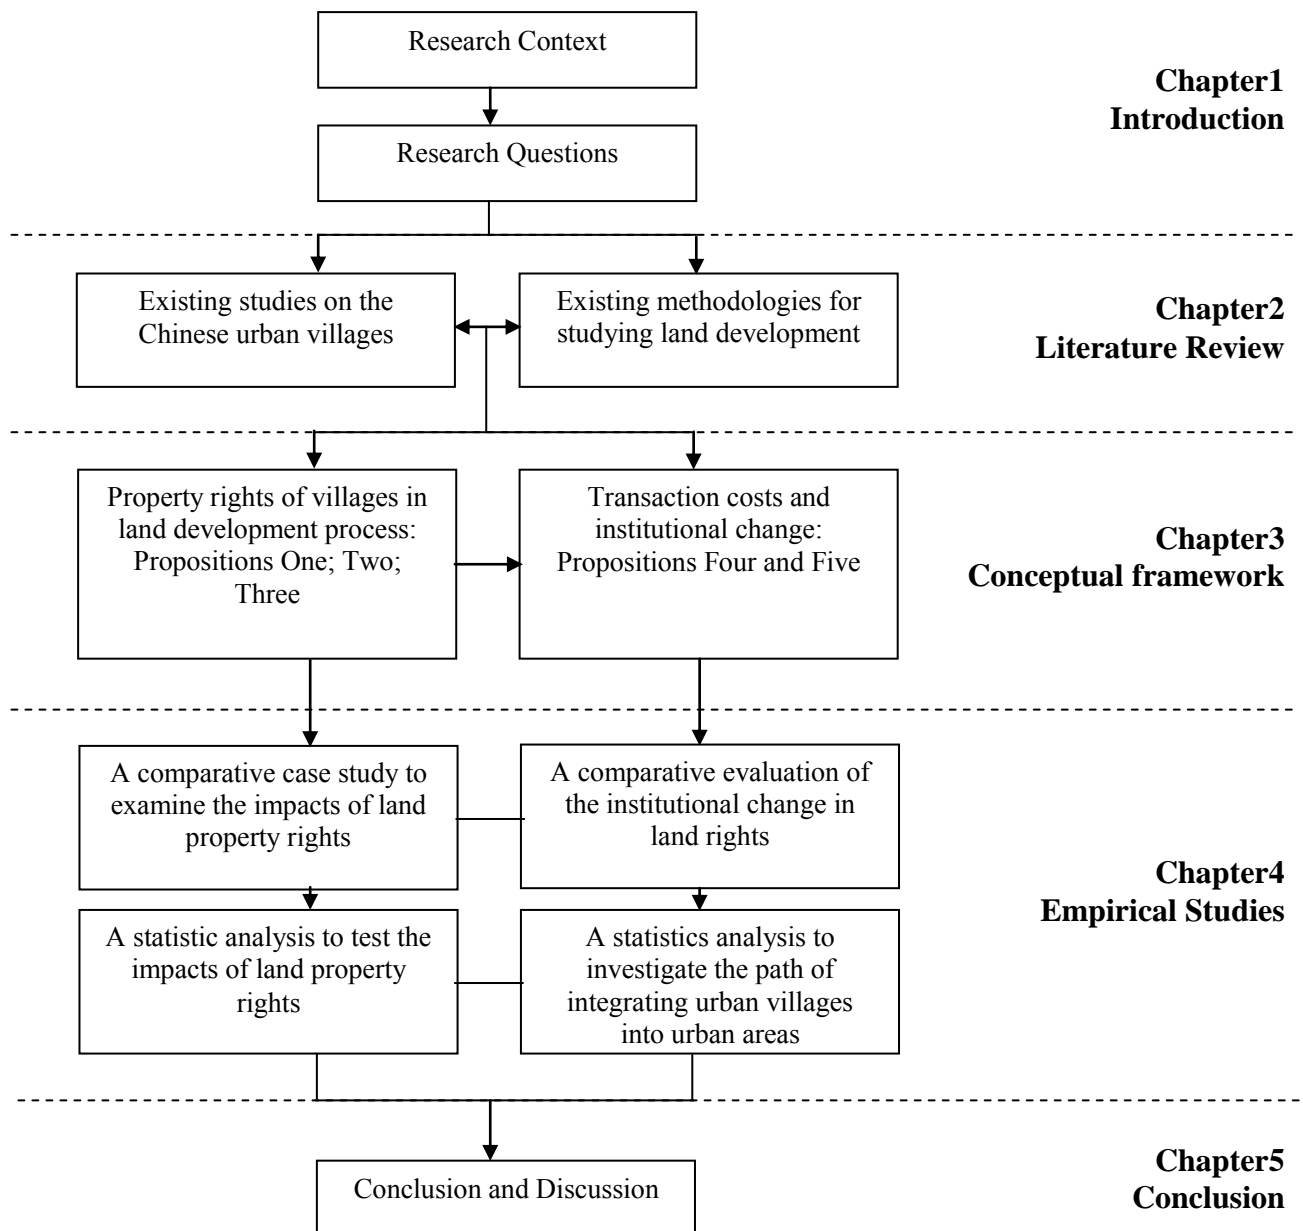 Research Context
Chapter1
Introduction
Research Questions
Existing studies on the
Chinese urban villages
Existing methodologies for
studying land development
Chapter2
Literature Review
Property rights of villages in
land development process:
Propositions One; Two;
Three
Transaction costs and
institutional change:
Propositions Four and Five
Chapter3
Conceptual framework
A comparative case study to
examine the impacts of land
property rights
A comparative evaluation of
the institutional change in
land rights
Chapter4
Empirical Studies
A statistic analysis to test the
impacts of land property
rights
A statistics analysis to
investigate the path of
integrating urban villages
into urban areas
Conclusion and Discussion
Chapter5
Conclusion